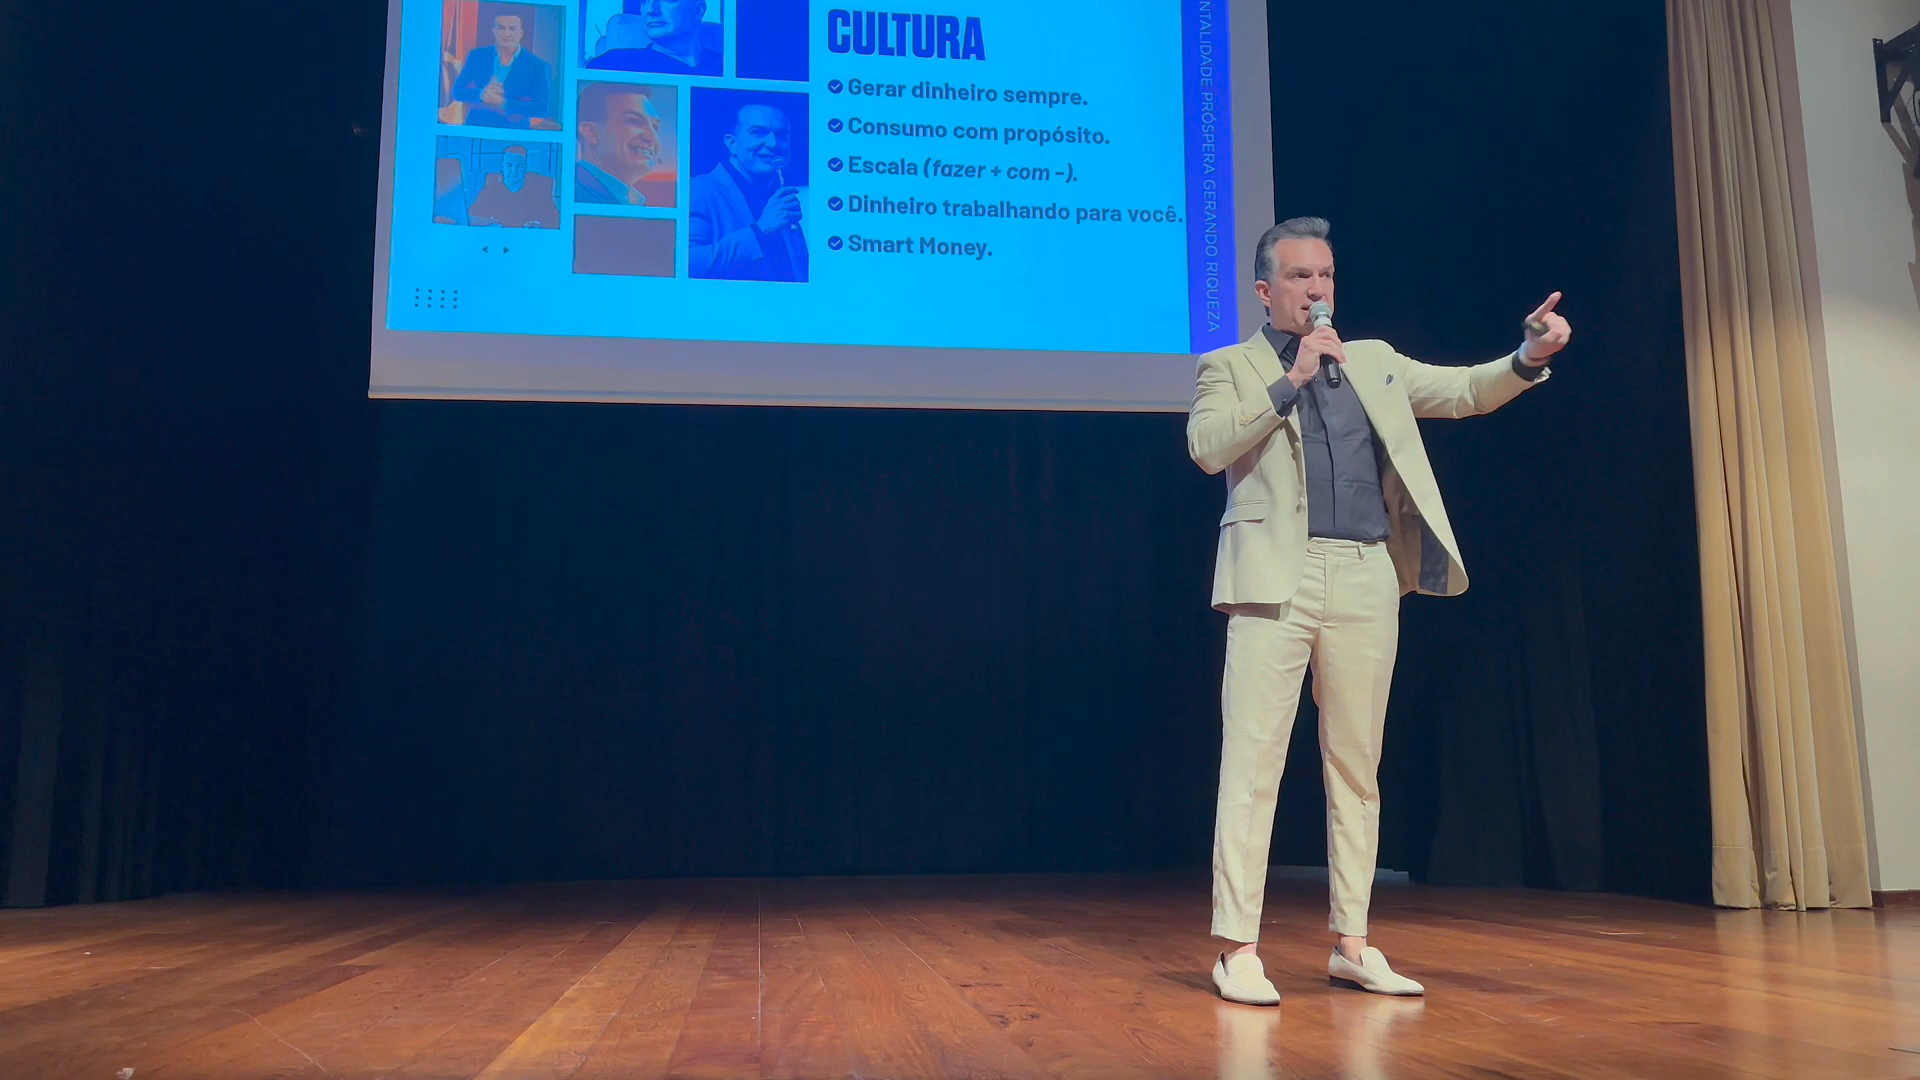 CULTURA
Gerar dinheiro sempre.
Consumo com propósito.
Escala (fazer + com -).
Dinheiro trabalhando para você.
Smart Money.
NTALIDADE PRÓSPERA GERANDO RIQUEZA